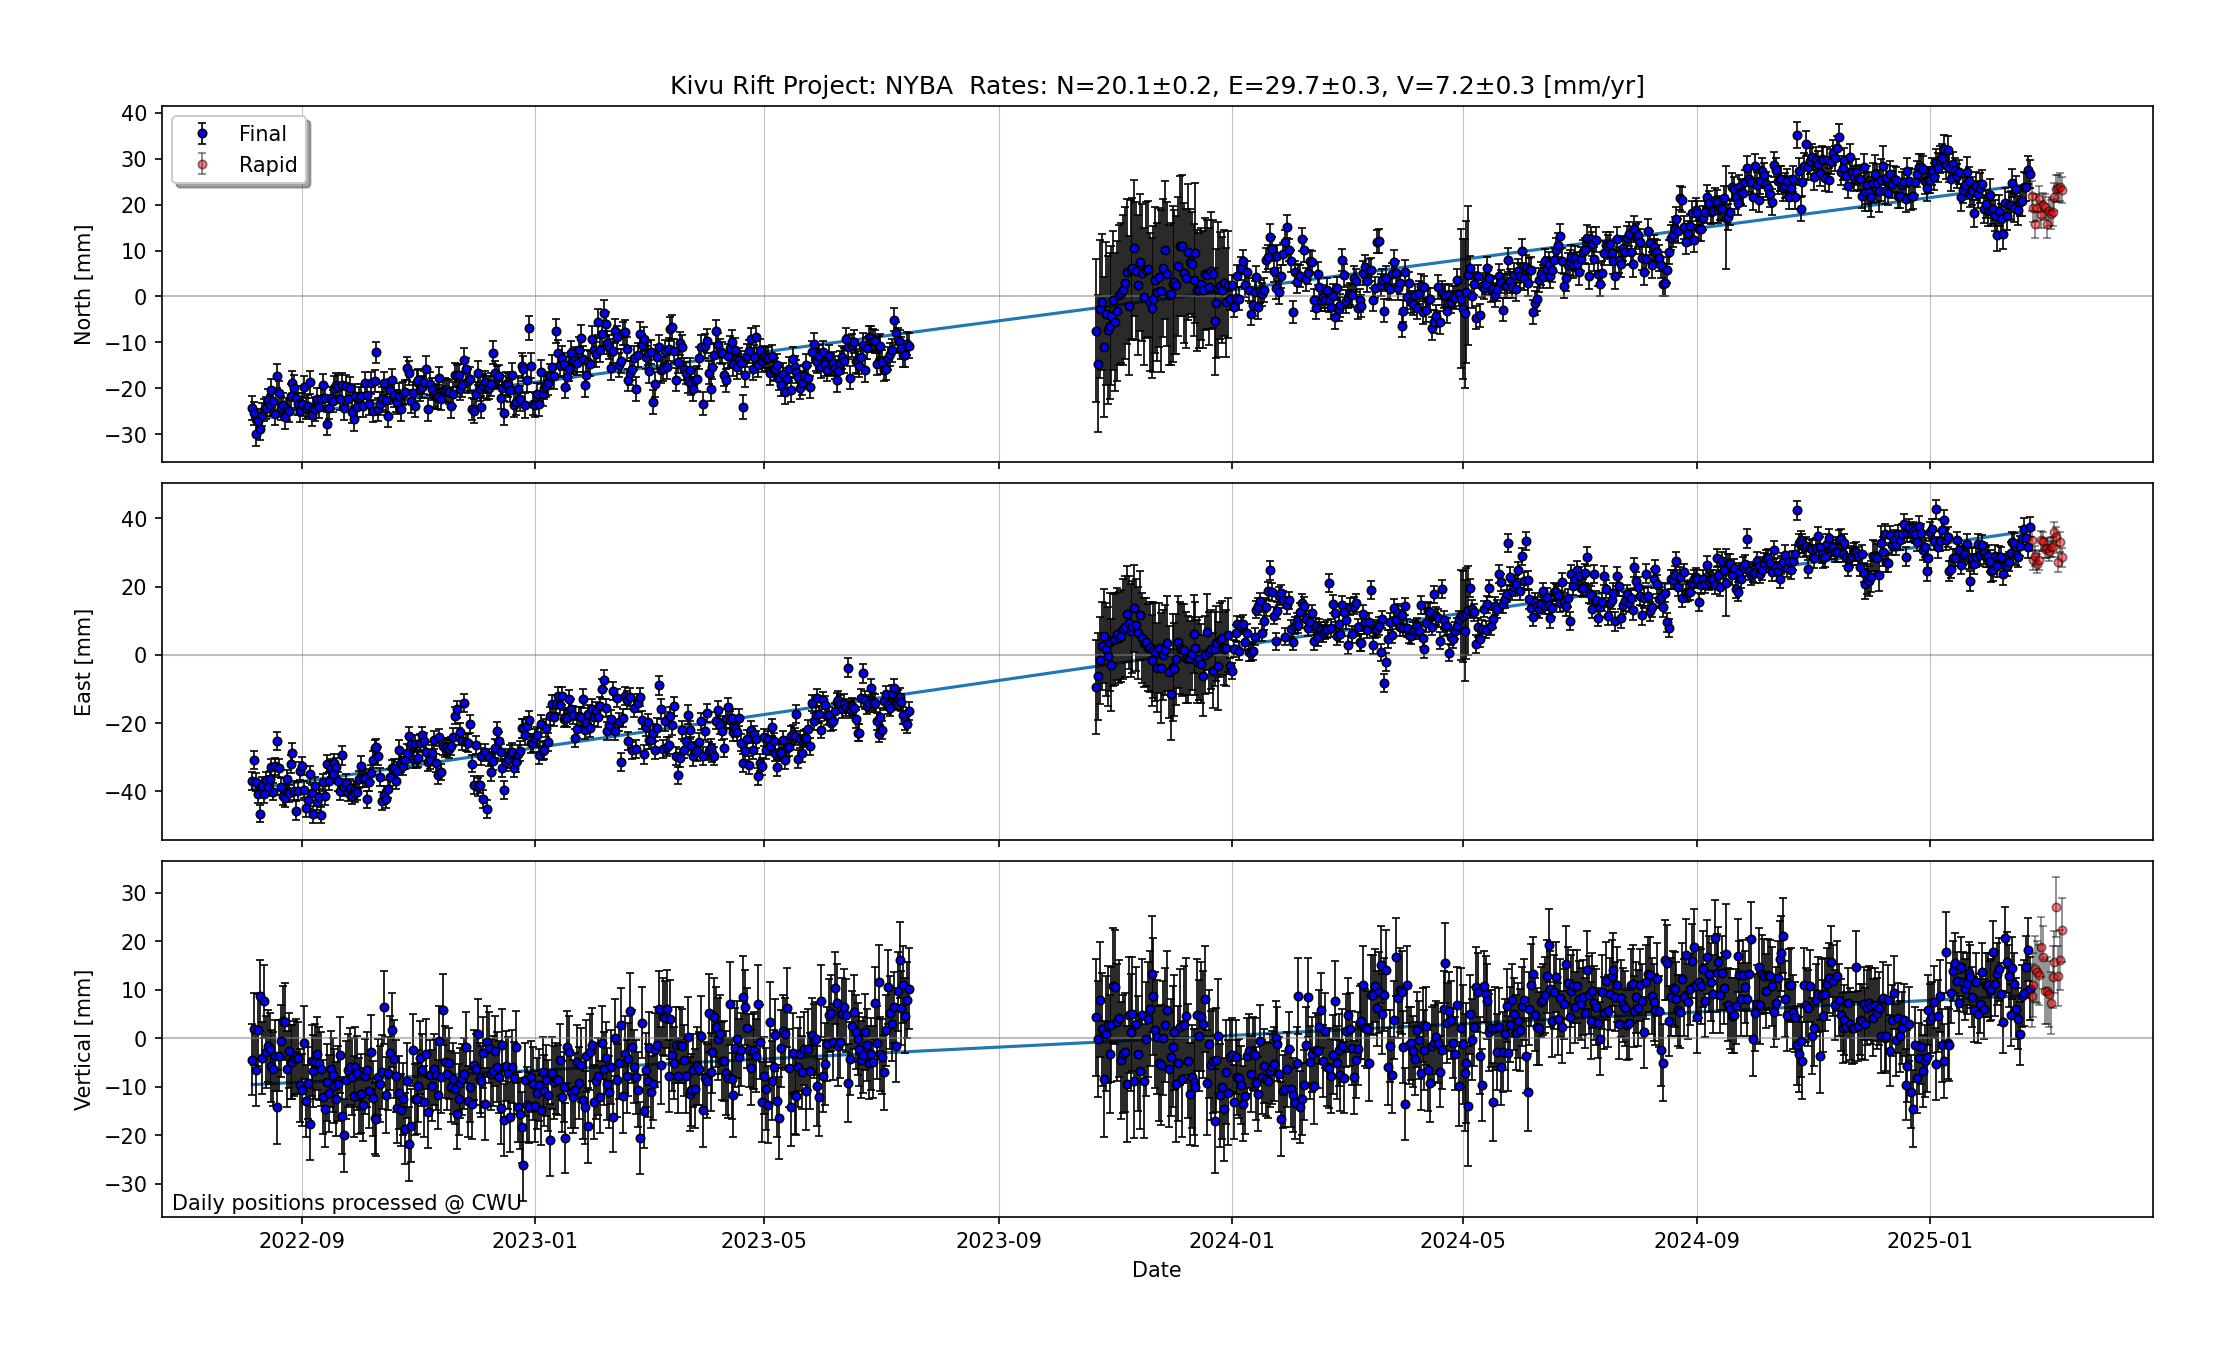 Kivu Rift Project: NYBA  Rates: N=20.1±0.2, E=29.7±0.3, V=7.2±0.3 [mm/yr]
Final
Rapid
North [mm]
40
30
20
10
0
−10
−20
−30
East [mm]
40
20
0
−20
−40
Vertical [mm]
30
20
10
0
−10
−20
−30
Daily positions processed @ CWU
2022-09 2023-01 2023-05 2023-09 2024-01 2024-05 2024-09 2025-01
Date